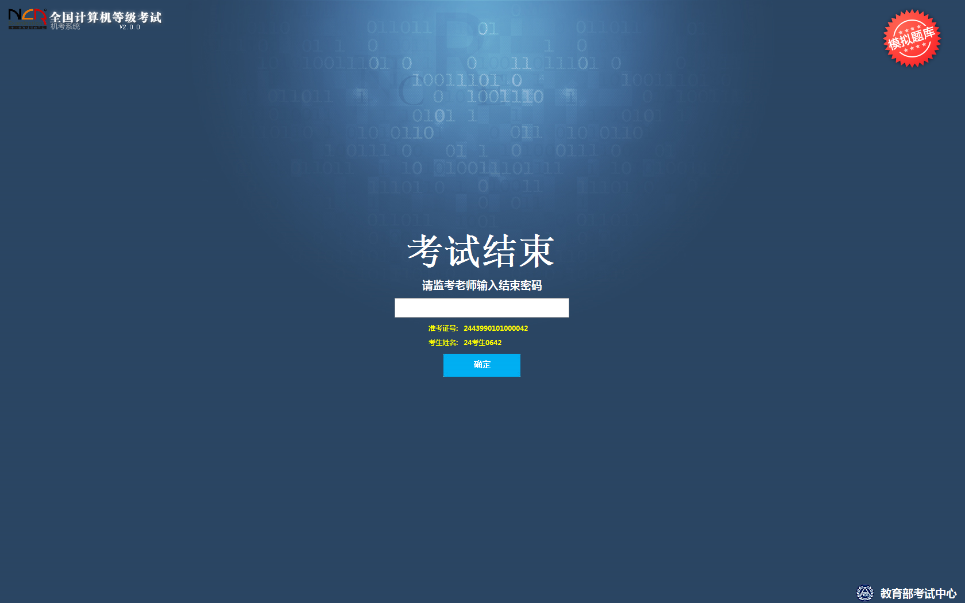 NCR 全国计算机等级考试
机考系统 V2.0.0
模拟题库
考试结束
请监考老师输入结束密码
准考证号: 2443990101000042
考生姓名: 24考生0642
确定
教育部考试中心